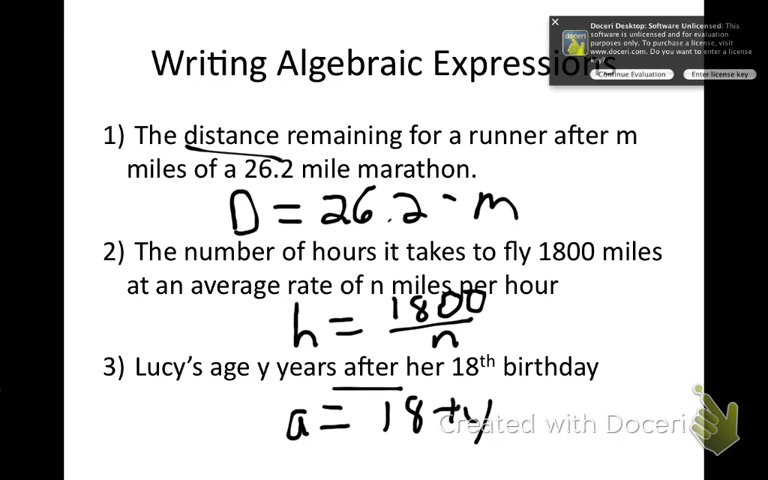 Doceri Desktop: Software Unlicensed: This
software is unlicensed and for evaluation
purposes only. To purchase a license, visit
www.doceri.com. Do you want to enter a license
key?
Continue Evaluation Enter license key
doceri
Writing Algebraic Expressions
1) The distance remaining for a runner after m
miles of a 26.2 mile marathon.
D = 26.2 - m
2) The number of hours it takes to fly 1800 miles
at an average rate of n miles per hour
h = 1800
n
3) Lucy's age y years after her 18th birthday
a = 18 + y
Created with Doceri